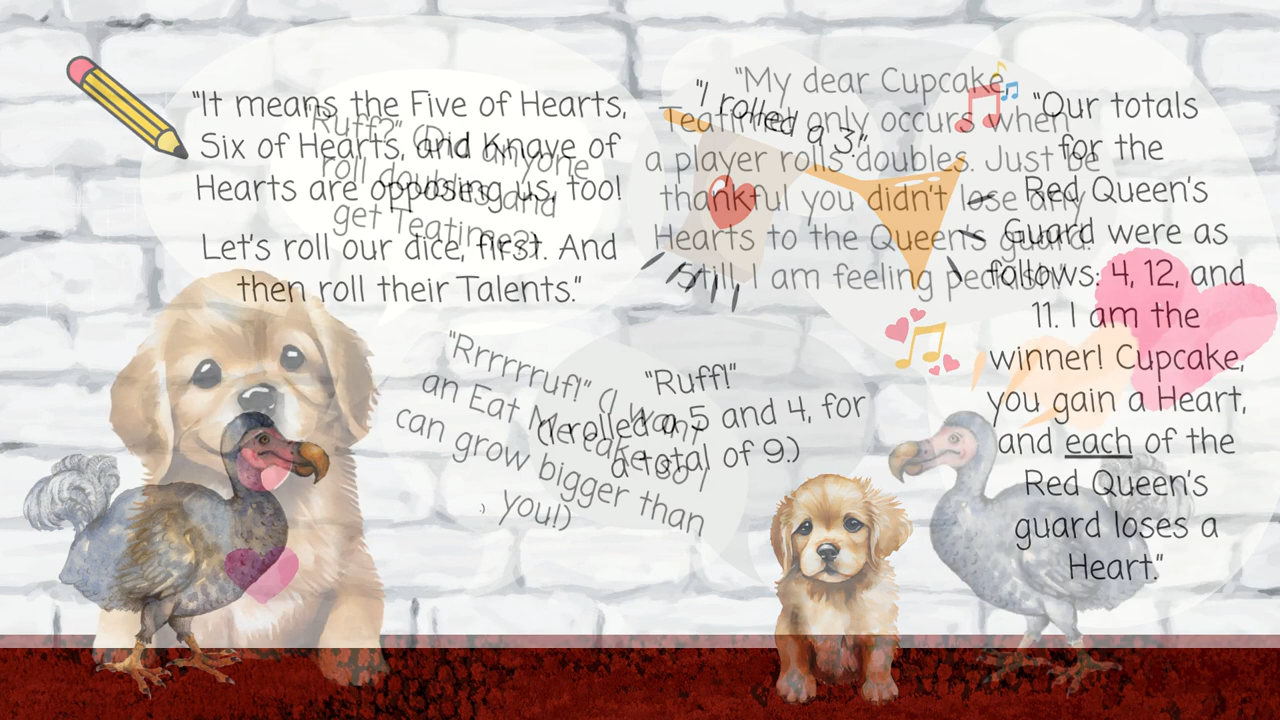 "It means the Five of Hearts,
Six of Hearts, and Knave of
Hearts are opposing us, too!
Let's roll our dice, first. And
then roll their Talents."
"Ruff?" (Did anyone
roll doubles and
get Teatime?)
"I rolled a 3."
"My dear Cupcake,
Teatime only occurs when
a player rolls doubles. Just be
thankful you didn't lose any
Hearts to the Queen's guard.
Still, I am feeling peckish."
"Our totals
for the
Red Queen's
Guard were as
follows: 4, 12, and
11. I am the
winner! Cupcake,
you gain a Heart,
and each of the
Red Queen's
guard loses a
Heart."
"Rrrrruf!" (I want
an Eat Me cake so I
can grow bigger than
you!)
"Ruff!"
(I rolled a 5 and 4, for
a total of 9.)